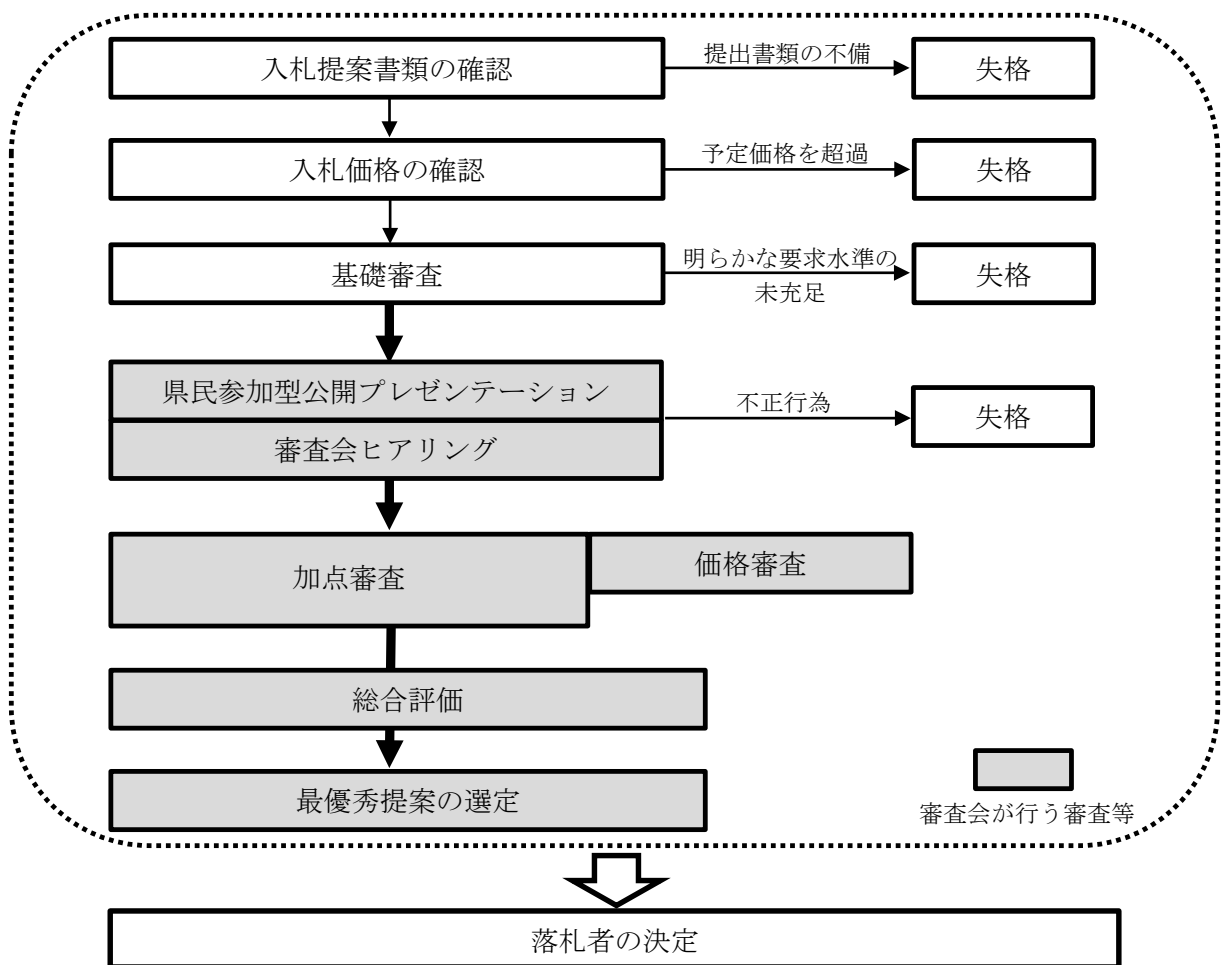 入札提案書類の確認
提出書類の不備
失格
入札価格の確認
予定価格を超過
失格
基礎審査
明らかな要求水準の
未充足
失格
県民参加型公開プレゼンテーション
審査会ヒアリング
不正行為
失格
加点審査
価格審査
総合評価
最優秀提案の選定
審査会が行う審査等
落札者の決定